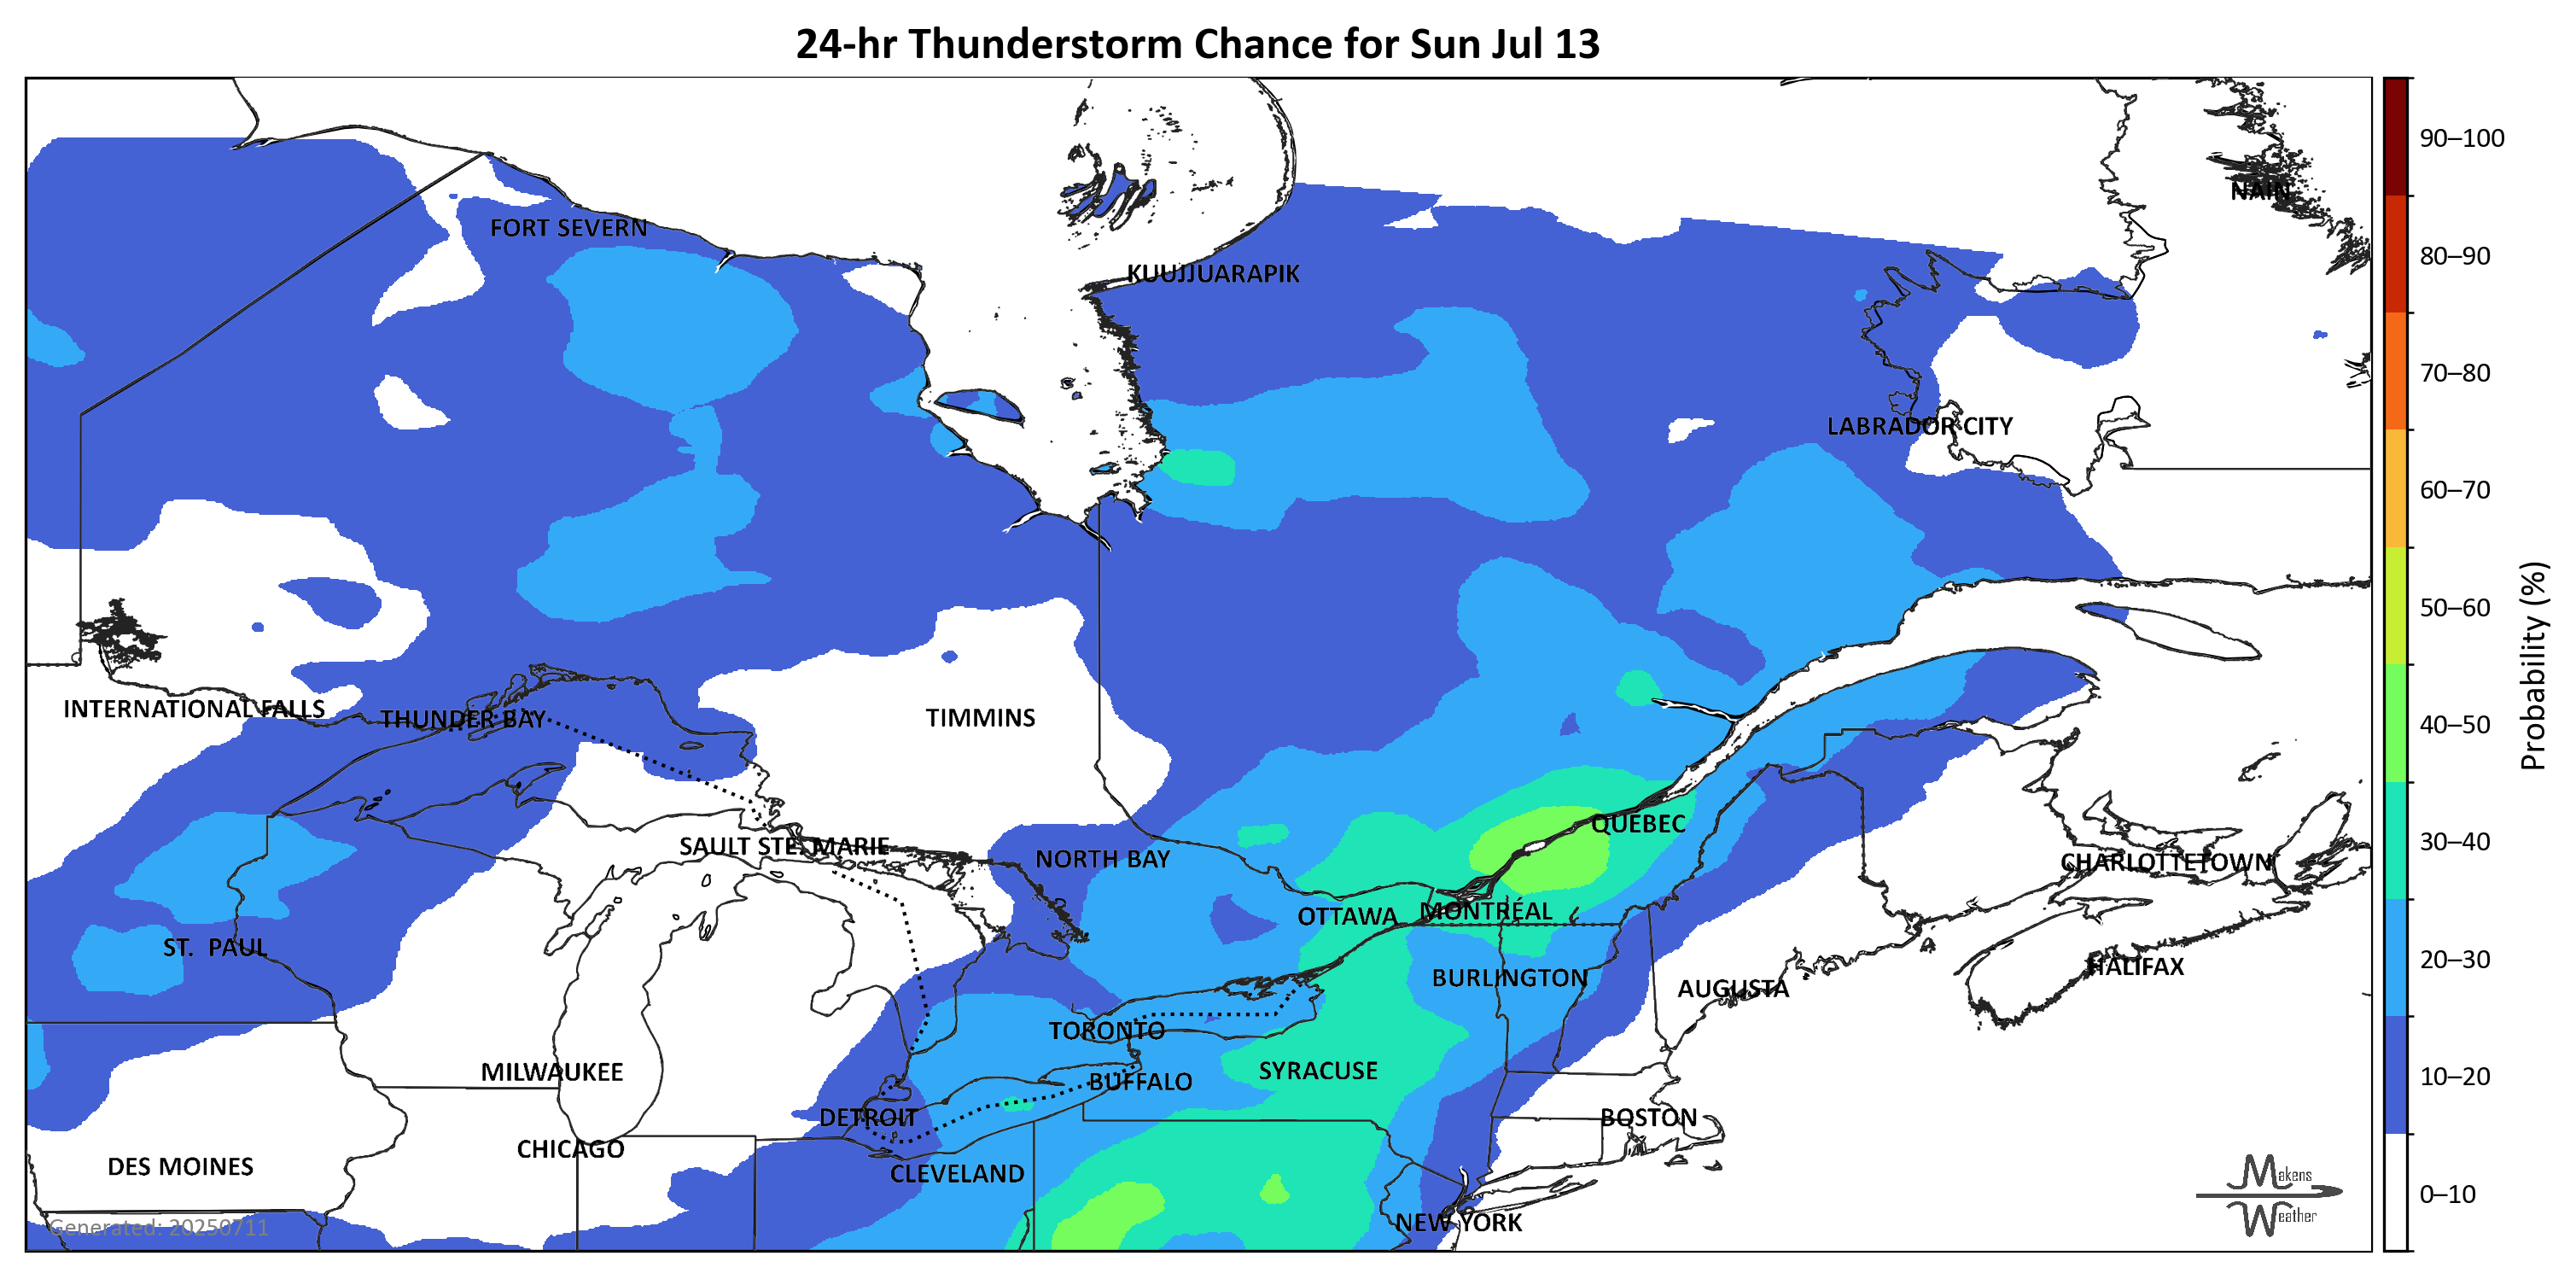 24-hr Thunderstorm Chance for Sun Jul 13
90–100
NAIN
FORT SEVERN
80–90
KUUJJUARAPIK
70–80
LABRADOR CITY
60–70
50–60
Probability (%)
INTERNATIONAL FALLS
THUNDER BAY
TIMMINS
40–50
QUEBEC
30–40
SAULT STE. MARIE
NORTH BAY
CHARLOTTETOWN
OTTAWA
MONTRÉAL
ST. PAUL
20–30
HALIFAX
BURLINGTON
AUGUSTA
TORONTO
MILWAUKEE
SYRACUSE
BUFFALO
10–20
DETROIT
BOSTON
CHICAGO
DES MOINES
CLEVELAND
Makens
Weather
0–10
NEW YORK
Generated: 20250711